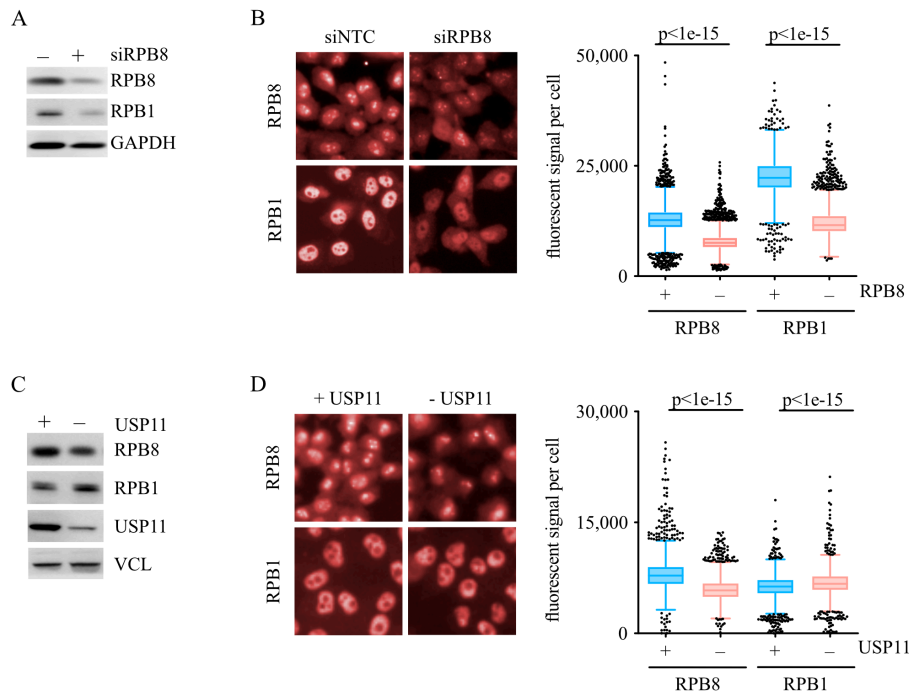 A
– + siRPB8
RPB8
RPB1
GAPDH
B
siNTC siRPB8
RPB8
RPB1
fluorescent signal per cell
50,000
25,000
0
p<1e-15 p<1e-15
+ – + – RPB8
RPB8 RPB1
C
USP11
+ –
RPB8
RPB1
USP11
VCL
D
+ USP11 - USP11
RPB8
RPB1
fluorescent signal per cell
30,000
15,000
0
p<1e-15 p<1e-15
+ – + – USP11
RPB8 RPB1